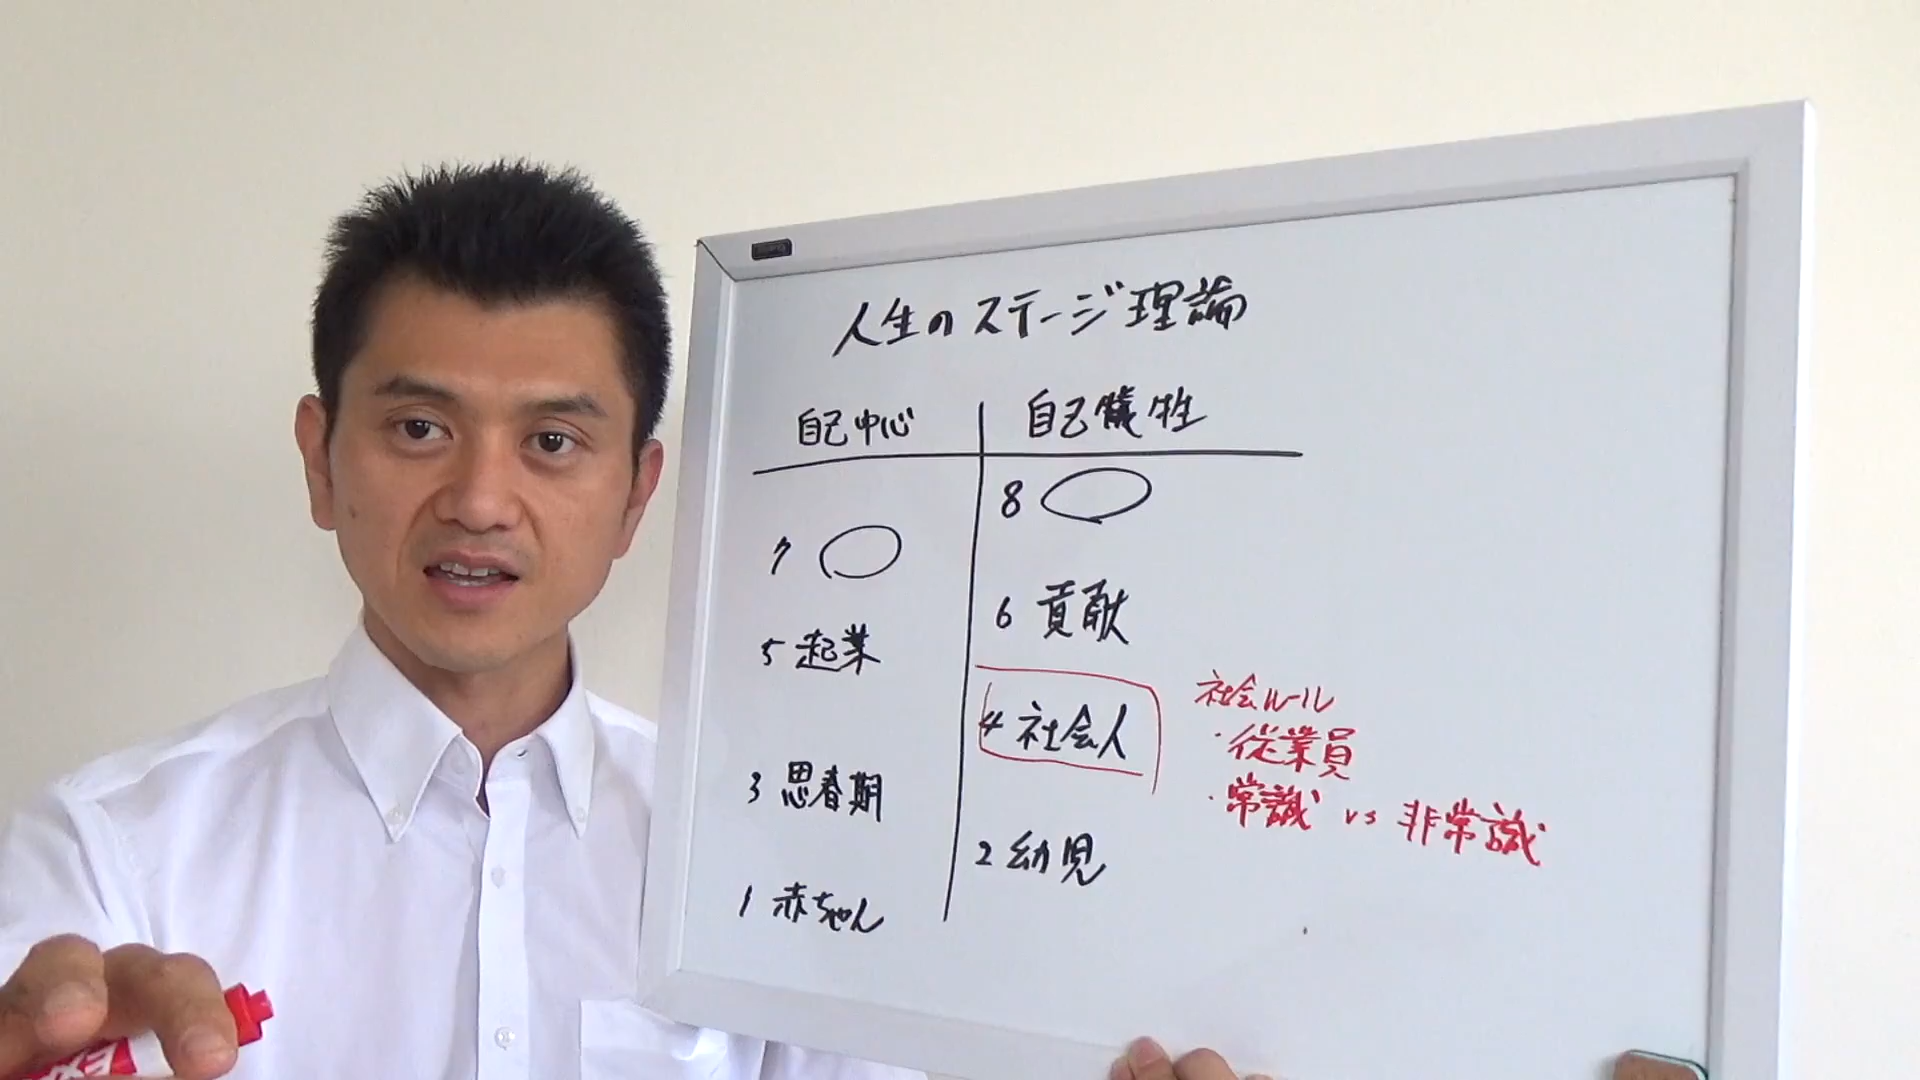 人生のステージ理論
自己中心
自己犠牲
8
7
6 貢献
5 起業
4 社会人
社会ルール
・従業員
・常識 vs 非常識
3 思春期
2 幼児
1 赤ちゃん